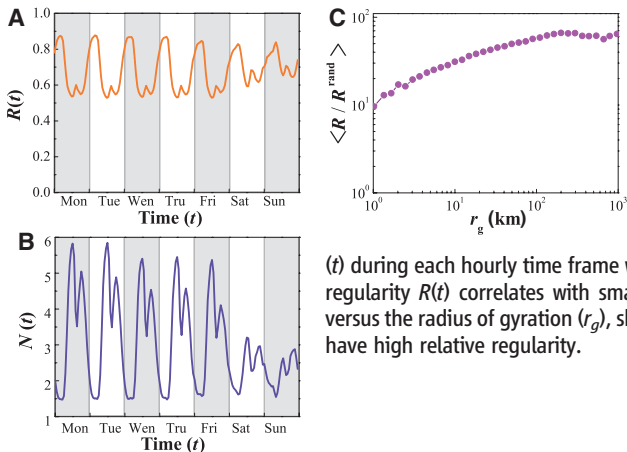 A
R(t)
1.0
0.8
0.6
0.4
0.2
0.0
Mon Tue Wen Tru Fri Sat Sun
Time (t)
B
N (t)
6
5
4
3
2
1
Mon Tue Wen Tru Fri Sat Sun
Time (t)
C
<R / R^rand>
10²
10¹
10⁰
10⁰ 10¹ 10² 10³
r_g (km)
(t) during each hourly time frame w
regularity R(t) correlates with sma
versus the radius of gyration (r_g), sh
have high relative regularity.